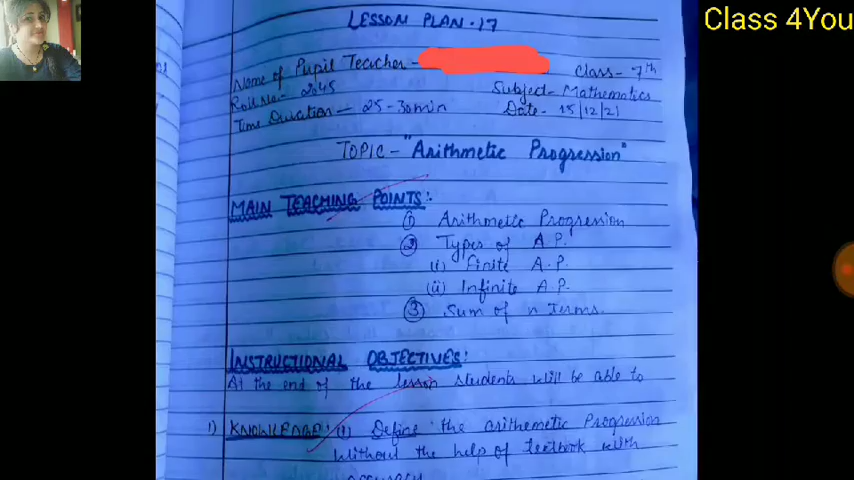 Class 4You
LESSON PLAN - 17
Name of Pupil Teacher -
Class - 7th
Roll No - 2045
Subject - Mathematics
Time Duration - 25-30 min
Date - 15/12/21
TOPIC - "Arithmetic Progression"
MAIN TEACHING POINTS:
① Arithmetic Progression
② Types of A.P.
(i) Finite A.P.
(ii) Infinite A.P.
③ Sum of n Terms.
INSTRUCTIONAL OBJECTIVES:
At the end of the lesson students will be able to
1) KNOWLEDGE: (i) Define the arithemetic Progression
without the help of textbook with
accuracy